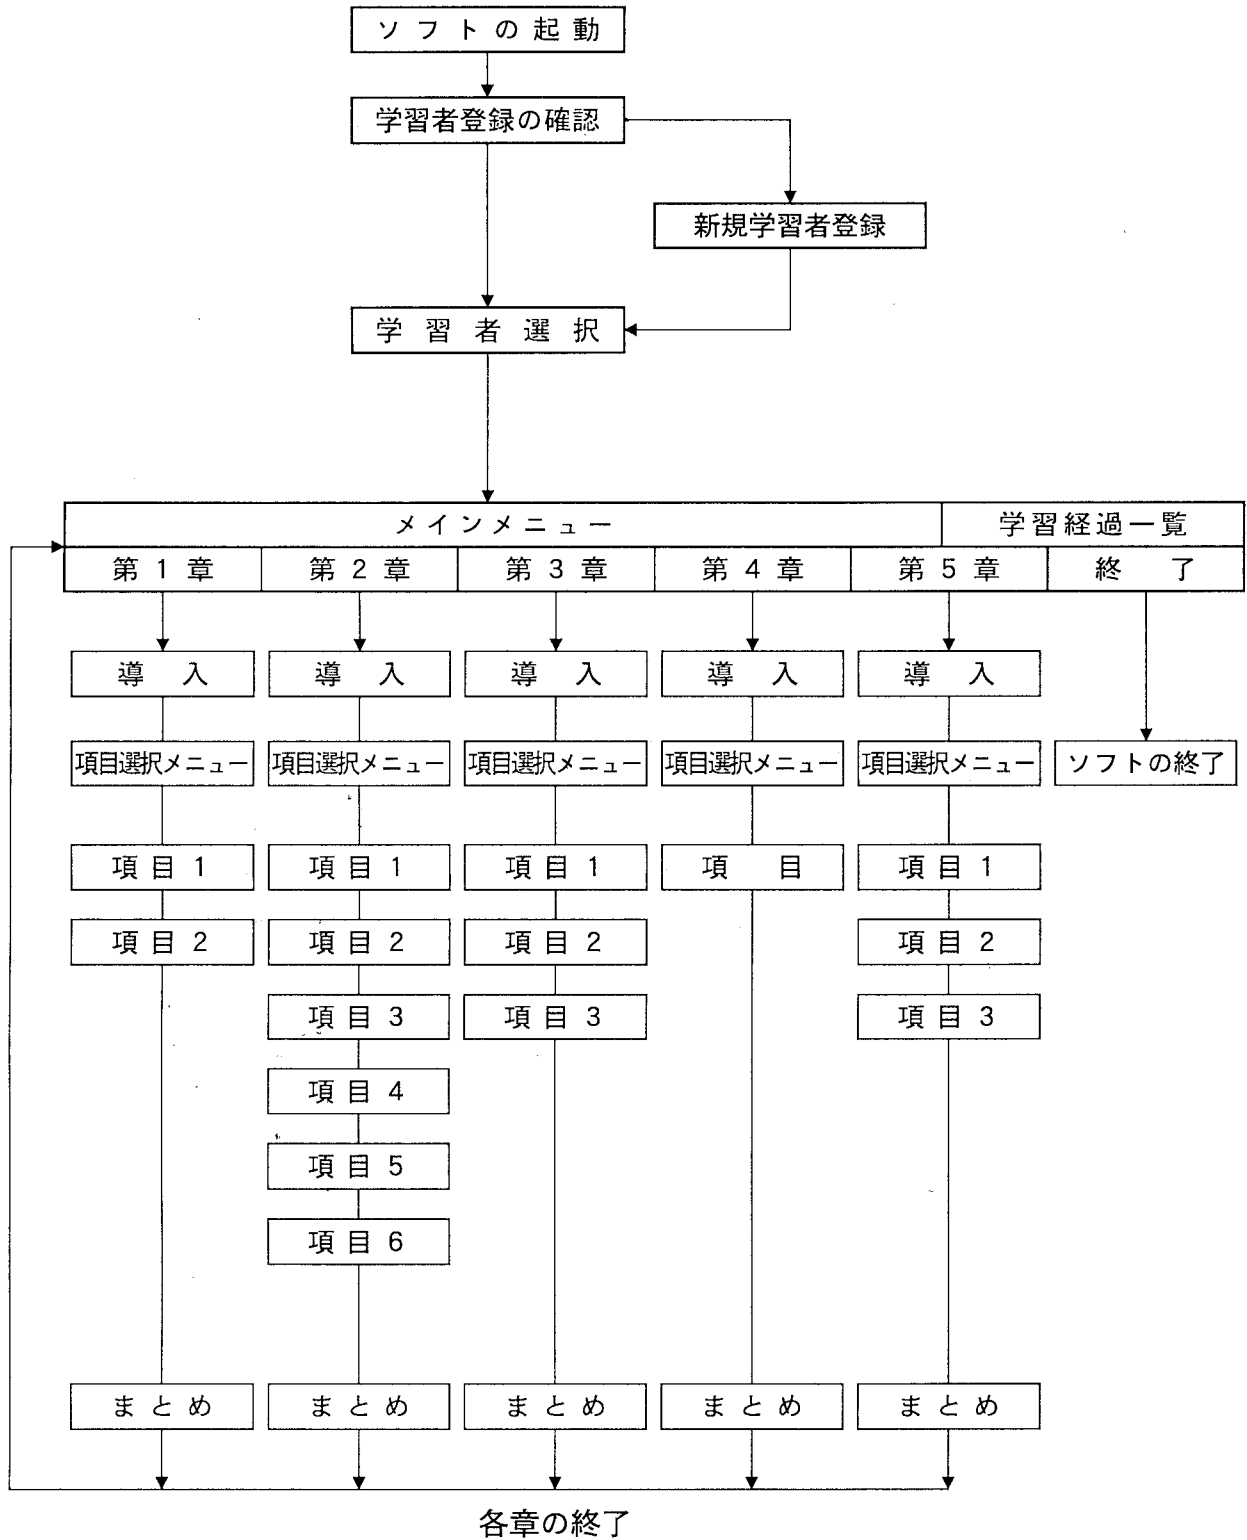 ソフトの起動
学習者登録の確認
新規学習者登録
学習者選択
メインメニュー 学習経過一覧
第1章 第2章 第3章 第4章 第5章 終了
導入 導入 導入 導入 導入
項目選択メニュー 項目選択メニュー 項目選択メニュー 項目選択メニュー 項目選択メニュー ソフトの終了
項目1 項目1 項目1 項目 項目1
項目2 項目2 項目2 項目2
項目3 項目3 項目3
項目4
項目5
項目6
まとめ まとめ まとめ まとめ まとめ
各章の終了